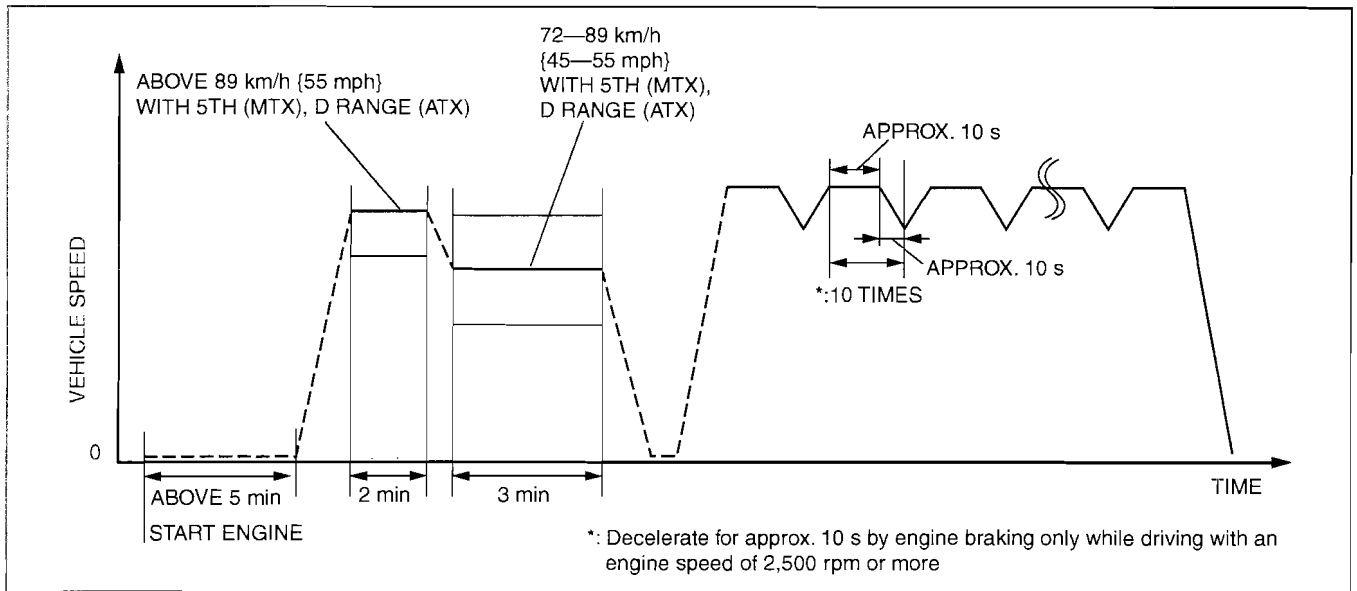 72—89 km/h
{45—55 mph}
WITH 5TH (MTX),
D RANGE (ATX)
ABOVE 89 km/h {55 mph}
WITH 5TH (MTX), D RANGE (ATX)
APPROX. 10 s
APPROX. 10 s
*:10 TIMES
VEHICLE SPEED
0
ABOVE 5 min
2 min
3 min
TIME
START ENGINE
*: Decelerate for approx. 10 s by engine braking only while driving with an
engine speed of 2,500 rpm or more